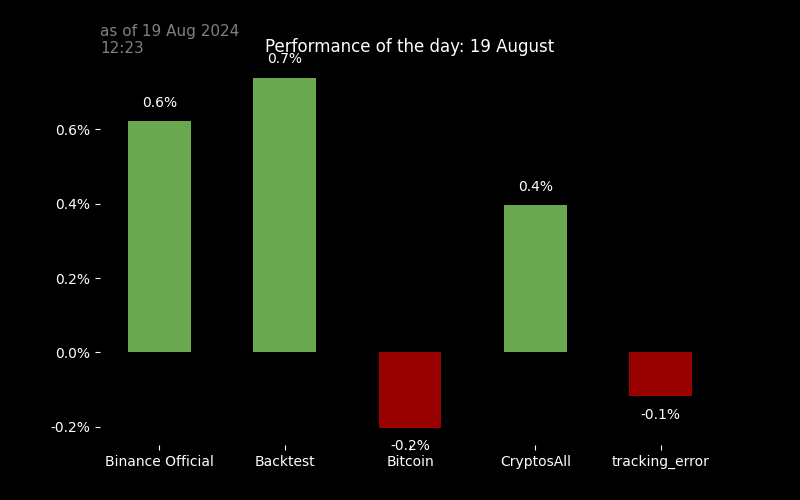 as of 19 Aug 2024
12:23
Performance of the day: 19 August
0.6%
0.7%
-0.2%
0.4%
-0.1%
0.6%
0.4%
0.2%
0.0%
-0.2%
Binance Official
Backtest
Bitcoin
CryptosAll
tracking_error